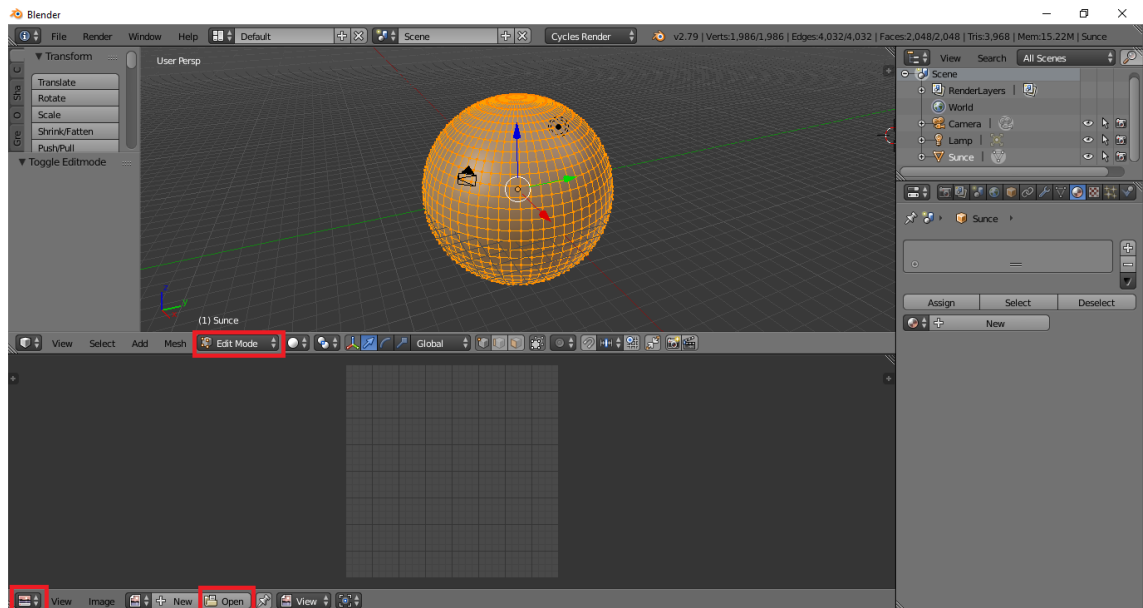 Blender
File Render Window Help Default Scene Cycles Render v2.79 | Verts:1,986/1,986 | Edges:4,032/4,032 | Faces:2,048/2,048 | Tris:3,968 | Mem:15.22M | Sunce
Transform
Translate
Rotate
Scale
Shrink/Fatten
Push/Pull
Toggle Editmode
C
Sha
O
Gre
User Persp
z
y
(1) Sunce
View Select Add Mesh Edit Mode Global
View Image New Open View
View Search All Scenes
Scene
RenderLayers |
World
Camera |
Lamp |
Sunce |
Sunce
Assign Select Deselect
New